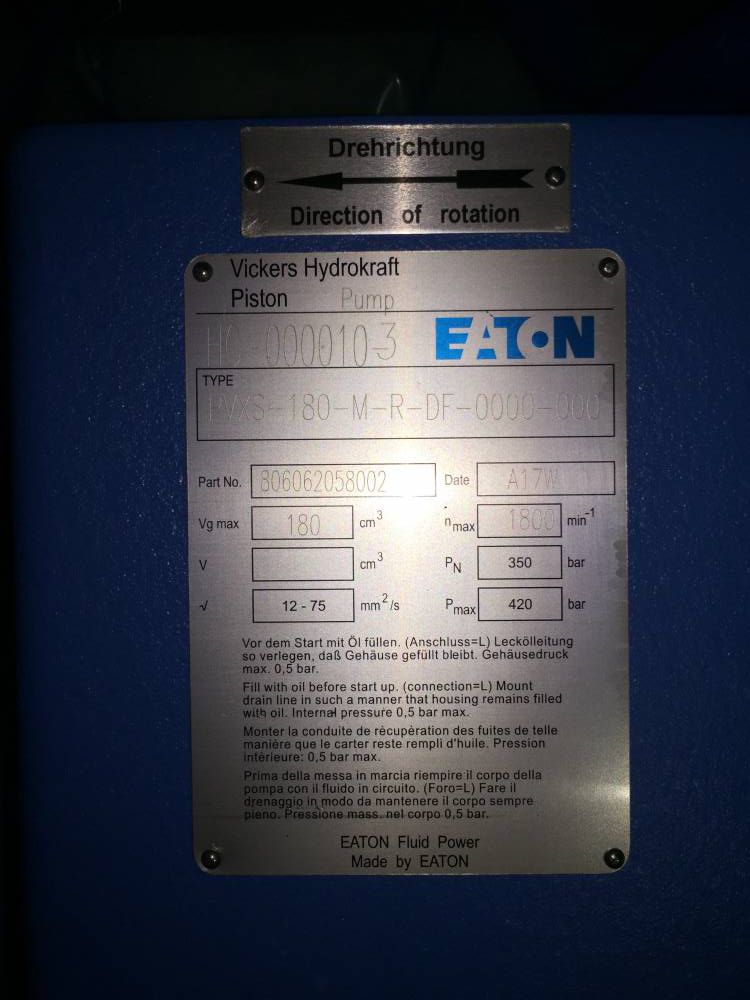 Drehrichtung
Direction of rotation
Vickers Hydrokraft
Piston Pump
-000010-3 EATON
TYPE
PVXS-180-M-R-DF-0000-000
Part No. 806062058002 Date A17W
Vg max 180 cm³ nmax 1800 min-1
V cm³ PN 350 bar
√ 12 - 75 mm²/s Pmax 420 bar
Vor dem Start mit Öl füllen. (Anschluss=L) Leckölleitung
so verlegen, daß Gehäuse gefüllt bleibt. Gehäusedruck
max. 0,5 bar.
Fill with oil before start up. (connection=L) Mount
drain line in such a manner that housing remains filled
with oil. Internal pressure 0,5 bar max.
Monter la conduite de récupération des fuites de telle
manière que le carter reste rempli d'huile. Pression
intérieure: 0,5 bar max.
Prima della messa in marcia riempire il corpo della
pompa con il fluido in circuito. (Foro=L) Fare il
drenaggio in modo da mantenere il corpo sempre
pieno. Pressione mass. nel corpo 0,5 bar.
EATON Fluid Power
Made by EATON